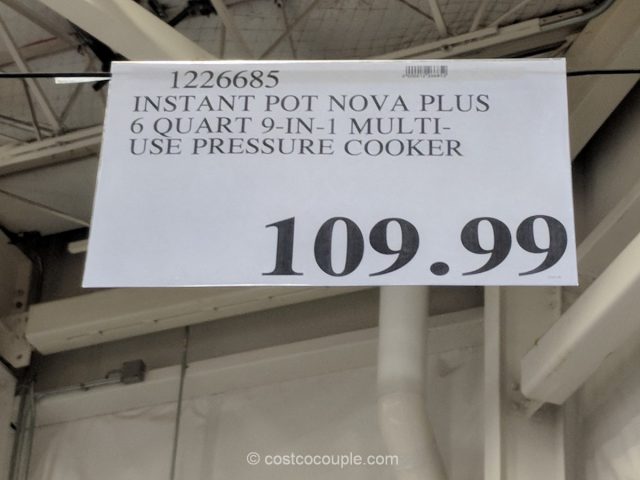 1226685
INSTANT POT NOVA PLUS
6 QUART 9-IN-1 MULTI-
USE PRESSURE COOKER
109.99
© costcocouple.com